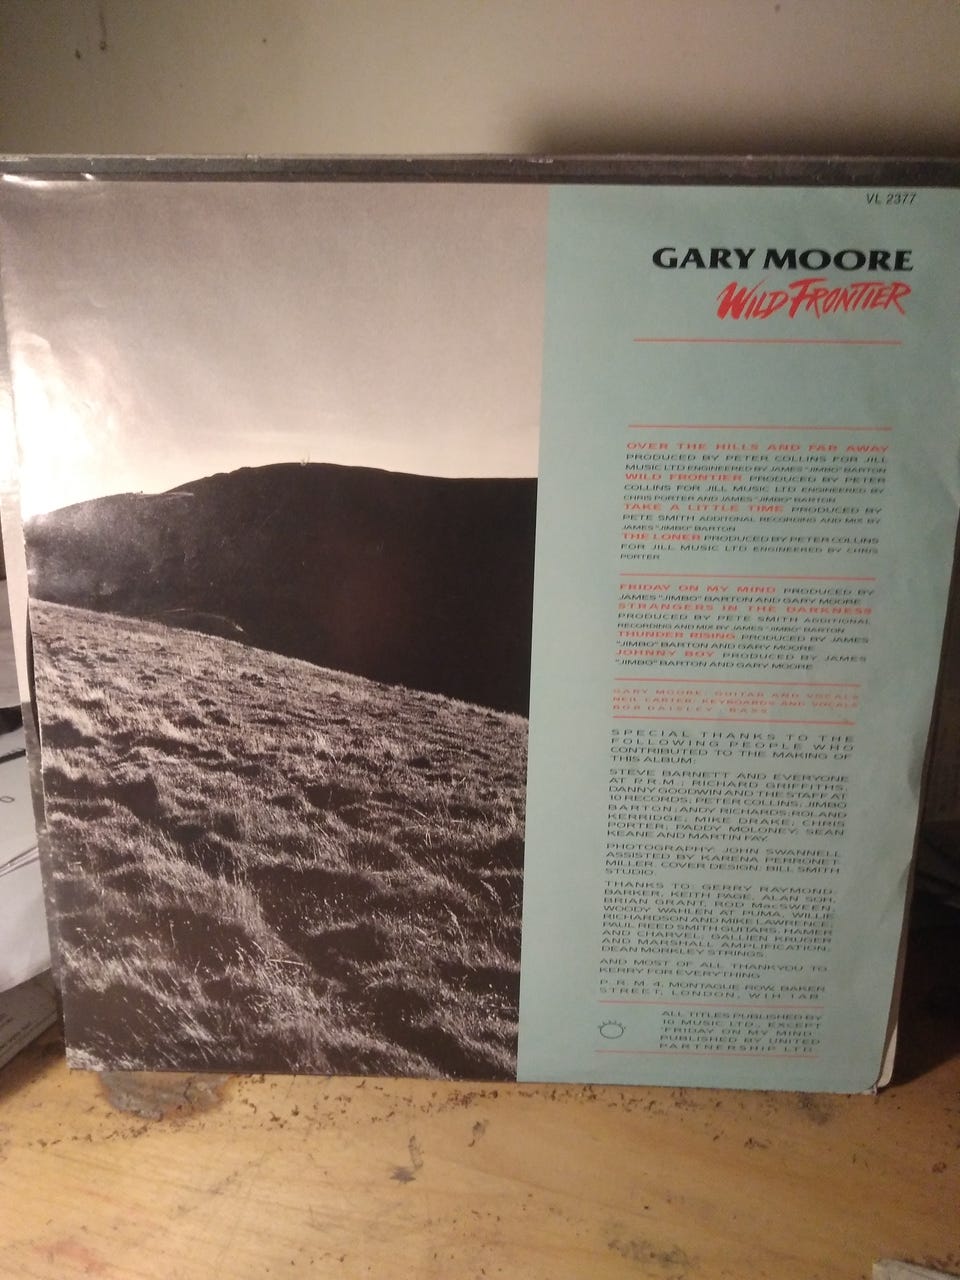 VL 2377
GARY MOORE
WILD FRONTIER
OVER THE HILLS AND FAR AWAY
PRODUCED BY PETER COLLINS FOR JILL
MUSIC LTD ENGINEERED BY JAMES "JIMBO" BARTON
WILD FRONTIER PRODUCED BY PETER
COLLINS FOR JILL MUSIC LTD ENGINEERED BY
CHRIS PORTER AND JAMES "JIMBO" BARTON
TAKE A LITTLE TIME PRODUCED BY
PETE SMITH ADDITIONAL RECORDING AND MIX BY
JAMES "JIMBO" BARTON
THE LONER PRODUCED BY PETER COLLINS
FOR JILL MUSIC LTD ENGINEERED BY CHRIS
PORTER
FRIDAY ON MY MIND PRODUCED BY
JAMES "JIMBO" BARTON AND GARY MOORE
STRANGERS IN THE DARKNESS
PRODUCED BY PETE SMITH ADDITIONAL
RECORDING AND MIX BY JAMES "JIMBO" BARTON
THUNDER RISING PRODUCED BY JAMES
"JIMBO" BARTON AND GARY MOORE
JOHNNY BOY PRODUCED BY JAMES
"JIMBO" BARTON AND GARY MOORE
GARY MOORE: GUITAR AND VOCALS
NEIL CARTER: KEYBOARDS AND VOCALS
BOB DAISLEY: BASS
SPECIAL THANKS TO THE
FOLLOWING PEOPLE WHO
CONTRIBUTED TO THE MAKING OF
THIS ALBUM:
STEVE BARNETT AND EVERYONE
AT P.R.M.; RICHARD GRIFFITHS,
DANNY GOODWIN AND THE STAFF AT
10 RECORDS; PETER COLLINS; JIMBO
BARTON; ANDY RICHARDS; ROLAND
KERRIDGE; MIKE DRAKE; CHRIS
PORTER; PADDY MOLONEY; SEAN
KEANE AND MARTIN FAY.
PHOTOGRAPHY: JOHN SWANNELL
ASSISTED BY KARENA PERRONET
MILLER. COVER DESIGN: BILL SMITH
STUDIO.
THANKS TO: GERRY RAYMOND-
BARKER, KEITH PAGE, ALAN
BRIAN GRANT, ROD MacSWEEN,
WOODY WAHLEN AT PUMA, WILLIE
RICHARDSON AND MIKE LAWRENCE;
PAUL REED SMITH GUITARS, HAMER
AND CHARVEL; GALLIEN KRUGER
AND MARSHALL AMPLIFICATION;
DEAN MORKLEY STRINGS.
AND MOST OF ALL THANKYOU TO
KERRY FOR EVERYTHING
P.R.M. 4, MONTAGUE ROW, BAKER
STREET, LONDON, W1H 1AB.
ALL TITLES PUBLISHED BY
10 MUSIC LTD., EXCEPT
'FRIDAY ON MY MIND'
PUBLISHED BY UNITED
PARTNERSHIP LTD.